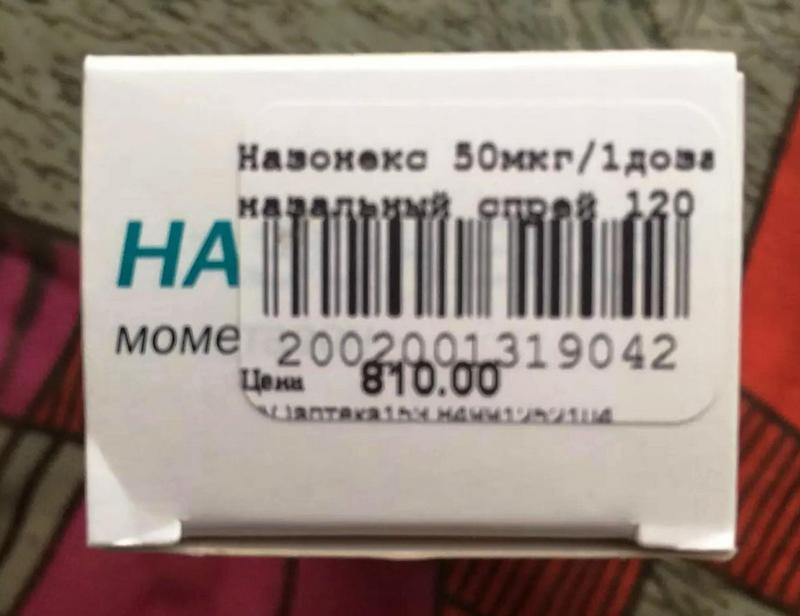 Назонекс 50мкг/1доза
назальный спрей 120
НА
моме
2002001319042
Цена 810.00